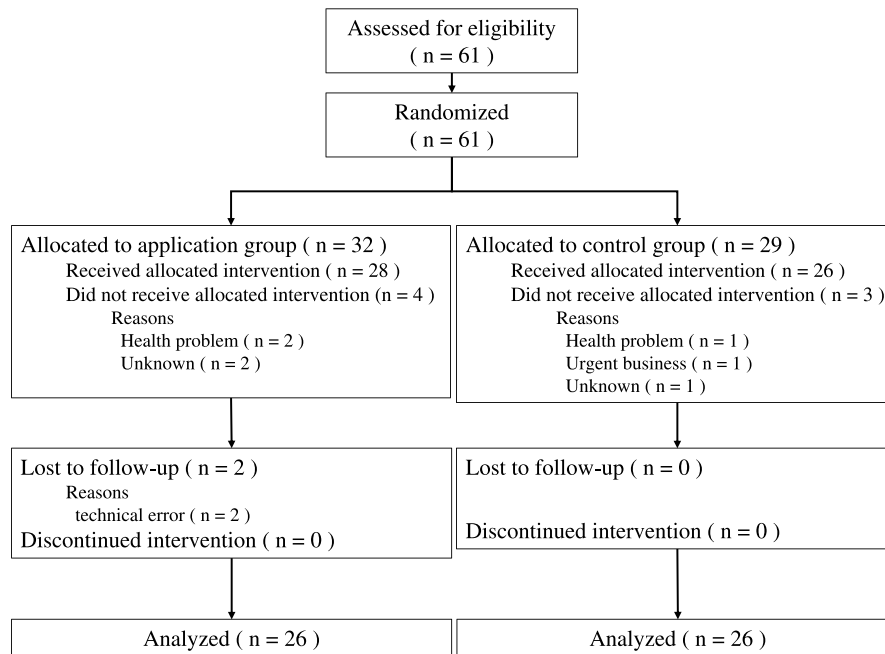 Assessed for eligibility
( n = 61 )
Randomized
( n = 61 )
Allocated to application group ( n = 32 )
Received allocated intervention ( n = 28 )
Did not receive allocated intervention (n = 4 )
Reasons
Health problem ( n = 2 )
Unknown ( n = 2 )
Allocated to control group ( n = 29 )
Received allocated intervention ( n = 26 )
Did not receive allocated intervention ( n = 3 )
Reasons
Health problem ( n = 1 )
Urgent business ( n = 1 )
Unknown ( n = 1 )
Lost to follow-up ( n = 2 )
Reasons
technical error ( n = 2 )
Discontinued intervention ( n = 0 )
Lost to follow-up ( n = 0 )
Discontinued intervention ( n = 0 )
Analyzed ( n = 26 )
Analyzed ( n = 26 )